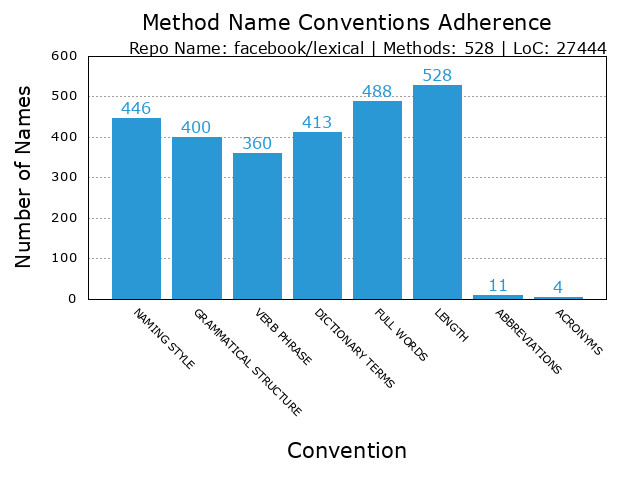 Method Name Conventions Adherence
Repo Name: facebook/lexical | Methods: 528 | LoC: 27444
Number of Names
600
500
400
300
200
100
0
446
400
360
413
488
528
11
4
NAMING STYLE
GRAMMATICAL STRUCTURE
VERB PHRASE
DICTIONARY TERMS
FULL WORDS
LENGTH
ABBREVIATIONS
ACRONYMS
Convention